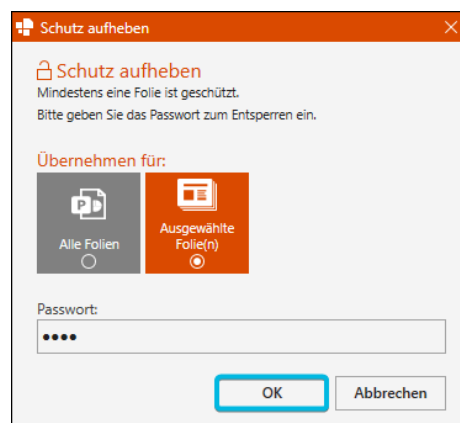 Schutz aufheben
Schutz aufheben
Mindestens eine Folie ist geschützt.
Bitte geben Sie das Passwort zum Entsperren ein.
Übernehmen für:
Alle Folien
Ausgewählte
Folie(n)
Passwort:
••••
OK
Abbrechen